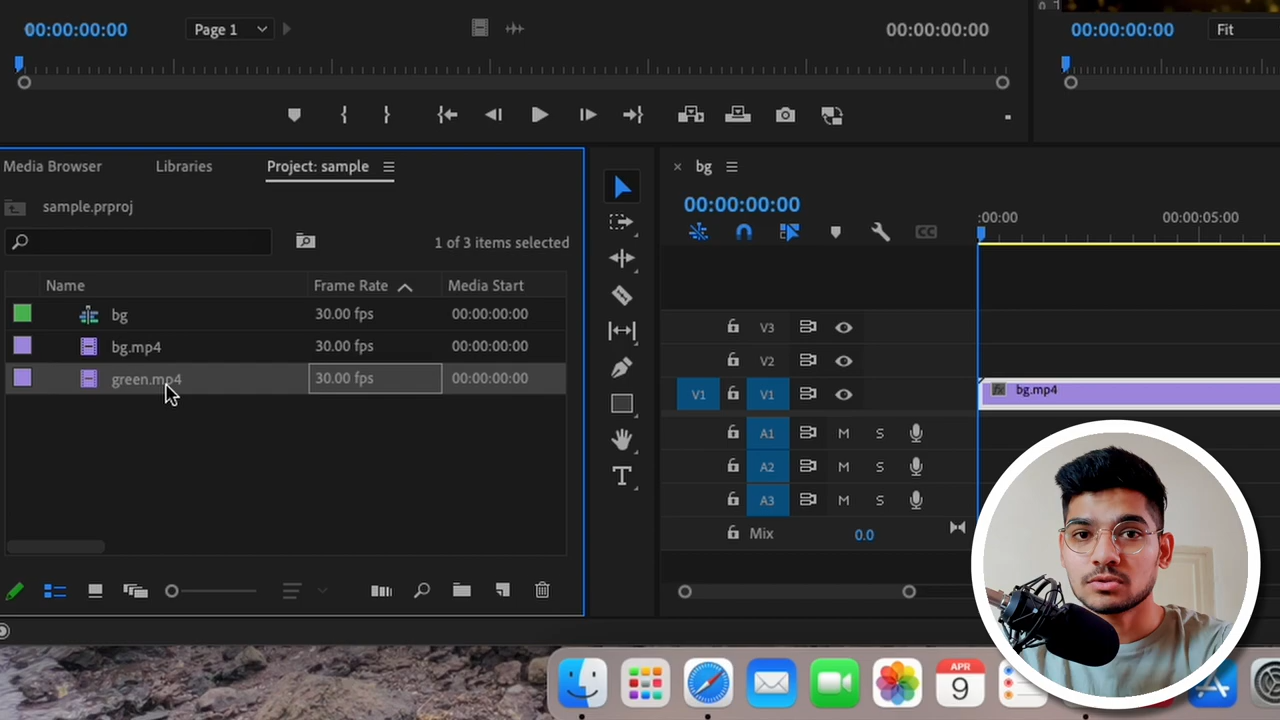 00:00:00:00
Page 1
00:00:00:00
00:00:00:00
Fit
Media Browser
Libraries
Project: sample
sample.prproj
1 of 3 items selected
Name
Frame Rate
Media Start
bg
30.00 fps
00:00:00:00
bg.mp4
30.00 fps
00:00:00:00
green.mp4
30.00 fps
00:00:00:00
bg
00:00:00:00
CC
:00:00
00:00:05:00
V3
V2
V1
V1
fx
bg.mp4
A1
M
S
A2
M
S
A3
M
S
Mix
0.0
T
APR
9